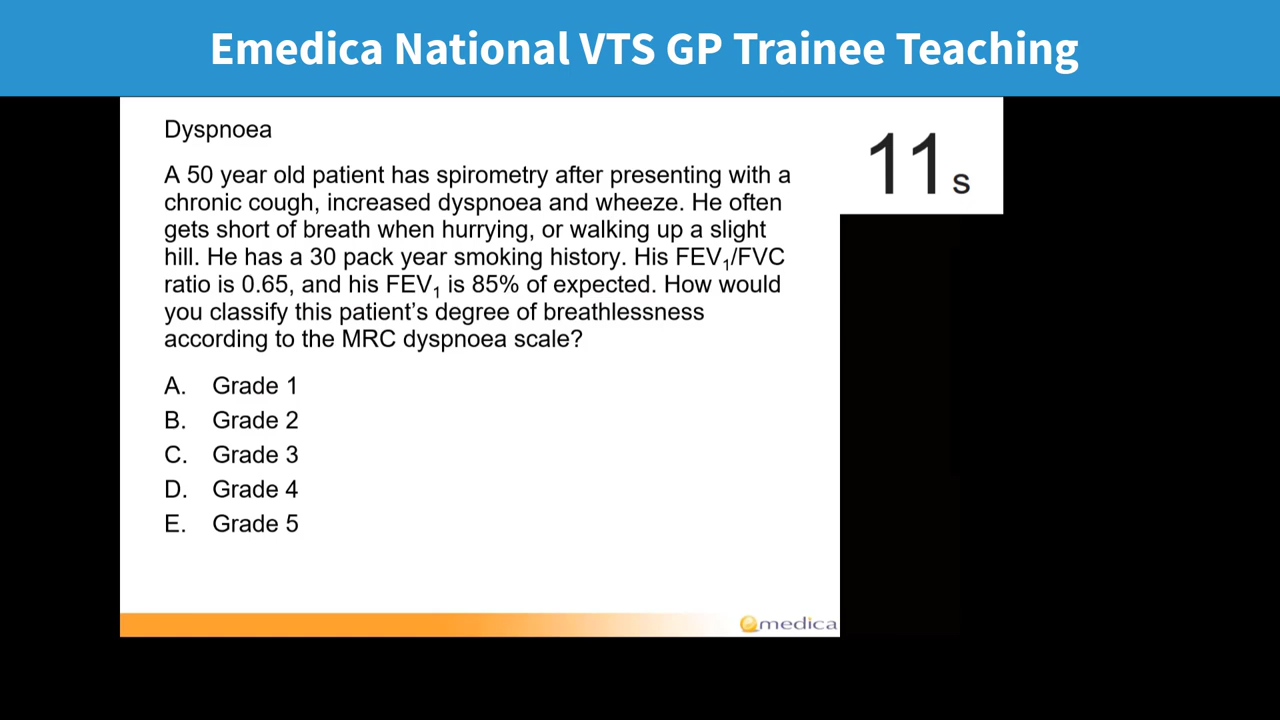 Emedica National VTS GP Trainee Teaching
Dyspnoea
11s
A 50 year old patient has spirometry after presenting with a
chronic cough, increased dyspnoea and wheeze. He often
gets short of breath when hurrying, or walking up a slight
hill. He has a 30 pack year smoking history. His FEV₁/FVC
ratio is 0.65, and his FEV₁ is 85% of expected. How would
you classify this patient’s degree of breathlessness
according to the MRC dyspnoea scale?
A. Grade 1
B. Grade 2
C. Grade 3
D. Grade 4
E. Grade 5
emedica